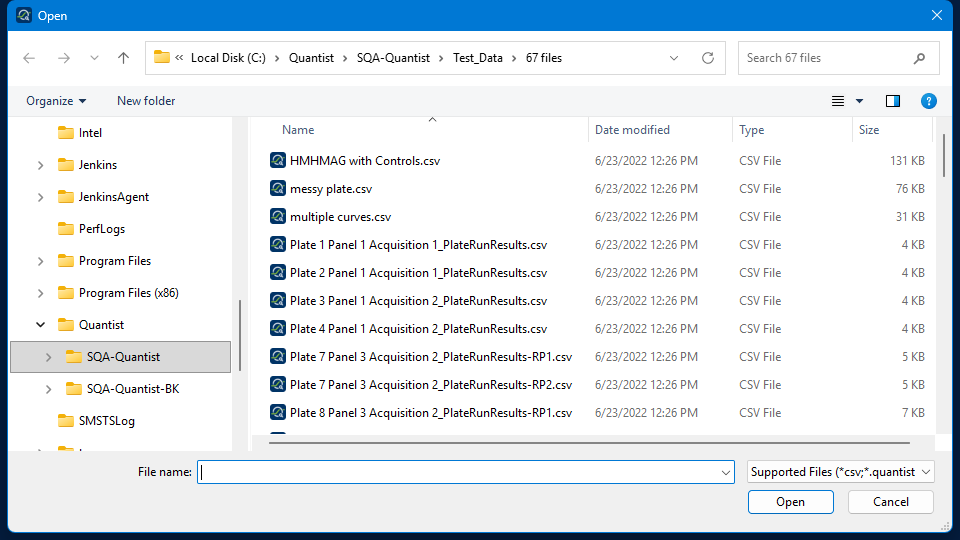 Open
Local Disk (C:) Quantist SQA-Quantist Test_Data 67 files
Search 67 files
Organize New folder
Intel
Jenkins
JenkinsAgent
PerfLogs
Program Files
Program Files (x86)
Quantist
SQA-Quantist
SQA-Quantist-BK
SMSTSLog
Name Date modified Type Size
HMHMAG with Controls.csv 6/23/2022 12:26 PM CSV File 131 KB
messy plate.csv 6/23/2022 12:26 PM CSV File 76 KB
multiple curves.csv 6/23/2022 12:26 PM CSV File 31 KB
Plate 1 Panel 1 Acquisition 1_PlateRunResults.csv 6/23/2022 12:26 PM CSV File 4 KB
Plate 2 Panel 1 Acquisition 1_PlateRunResults.csv 6/23/2022 12:26 PM CSV File 4 KB
Plate 3 Panel 1 Acquisition 2_PlateRunResults.csv 6/23/2022 12:26 PM CSV File 4 KB
Plate 4 Panel 1 Acquisition 2_PlateRunResults.csv 6/23/2022 12:26 PM CSV File 4 KB
Plate 7 Panel 3 Acquisition 2_PlateRunResults-RP1.csv 6/23/2022 12:26 PM CSV File 5 KB
Plate 7 Panel 3 Acquisition 2_PlateRunResults-RP2.csv 6/23/2022 12:26 PM CSV File 5 KB
Plate 8 Panel 3 Acquisition 2_PlateRunResults-RP1.csv 6/23/2022 12:26 PM CSV File 7 KB
File name:
Supported Files (*csv;*.quantist
Open Cancel